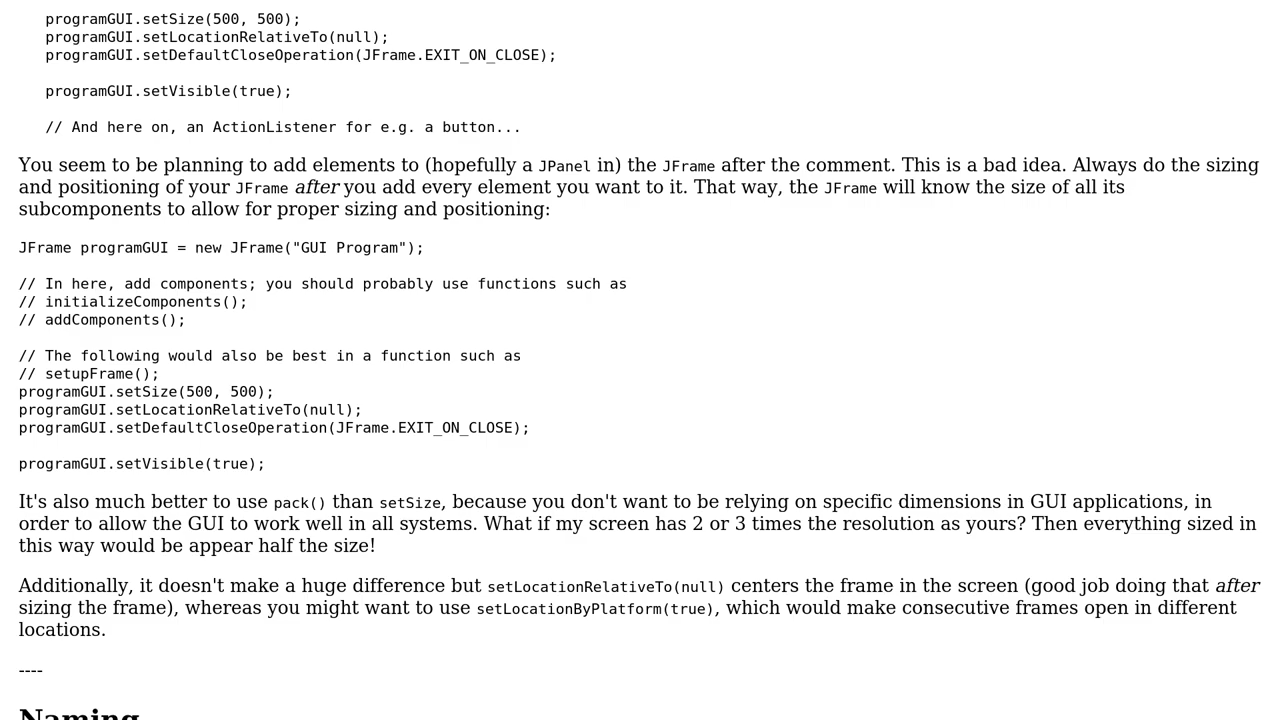 programGUI.setSize(500, 500);
programGUI.setLocationRelativeTo(null);
programGUI.setDefaultCloseOperation(JFrame.EXIT_ON_CLOSE);
programGUI.setVisible(true);
// And here on, an ActionListener for e.g. a button...
You seem to be planning to add elements to (hopefully a JPanel in) the JFrame after the comment. This is a bad idea. Always do the sizing
and positioning of your JFrame after you add every element you want to it. That way, the JFrame will know the size of all its
subcomponents to allow for proper sizing and positioning:
JFrame programGUI = new JFrame("GUI Program");
// In here, add components; you should probably use functions such as
// initializeComponents();
// addComponents();
// The following would also be best in a function such as
// setupFrame();
programGUI.setSize(500, 500);
programGUI.setLocationRelativeTo(null);
programGUI.setDefaultCloseOperation(JFrame.EXIT_ON_CLOSE);
programGUI.setVisible(true);
It's also much better to use pack() than setSize, because you don't want to be relying on specific dimensions in GUI applications, in
order to allow the GUI to work well in all systems. What if my screen has 2 or 3 times the resolution as yours? Then everything sized in
this way would be appear half the size!
Additionally, it doesn't make a huge difference but setLocationRelativeTo(null) centers the frame in the screen (good job doing that after
sizing the frame), whereas you might want to use setLocationByPlatform(true), which would make consecutive frames open in different
locations.
----
Naming